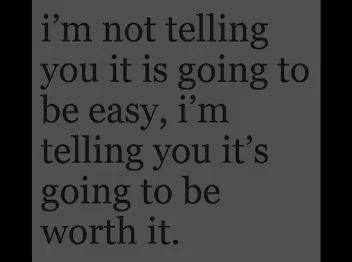 i’m not telling
you it is going to
be easy, i’m
telling you it’s
going to be
worth it.